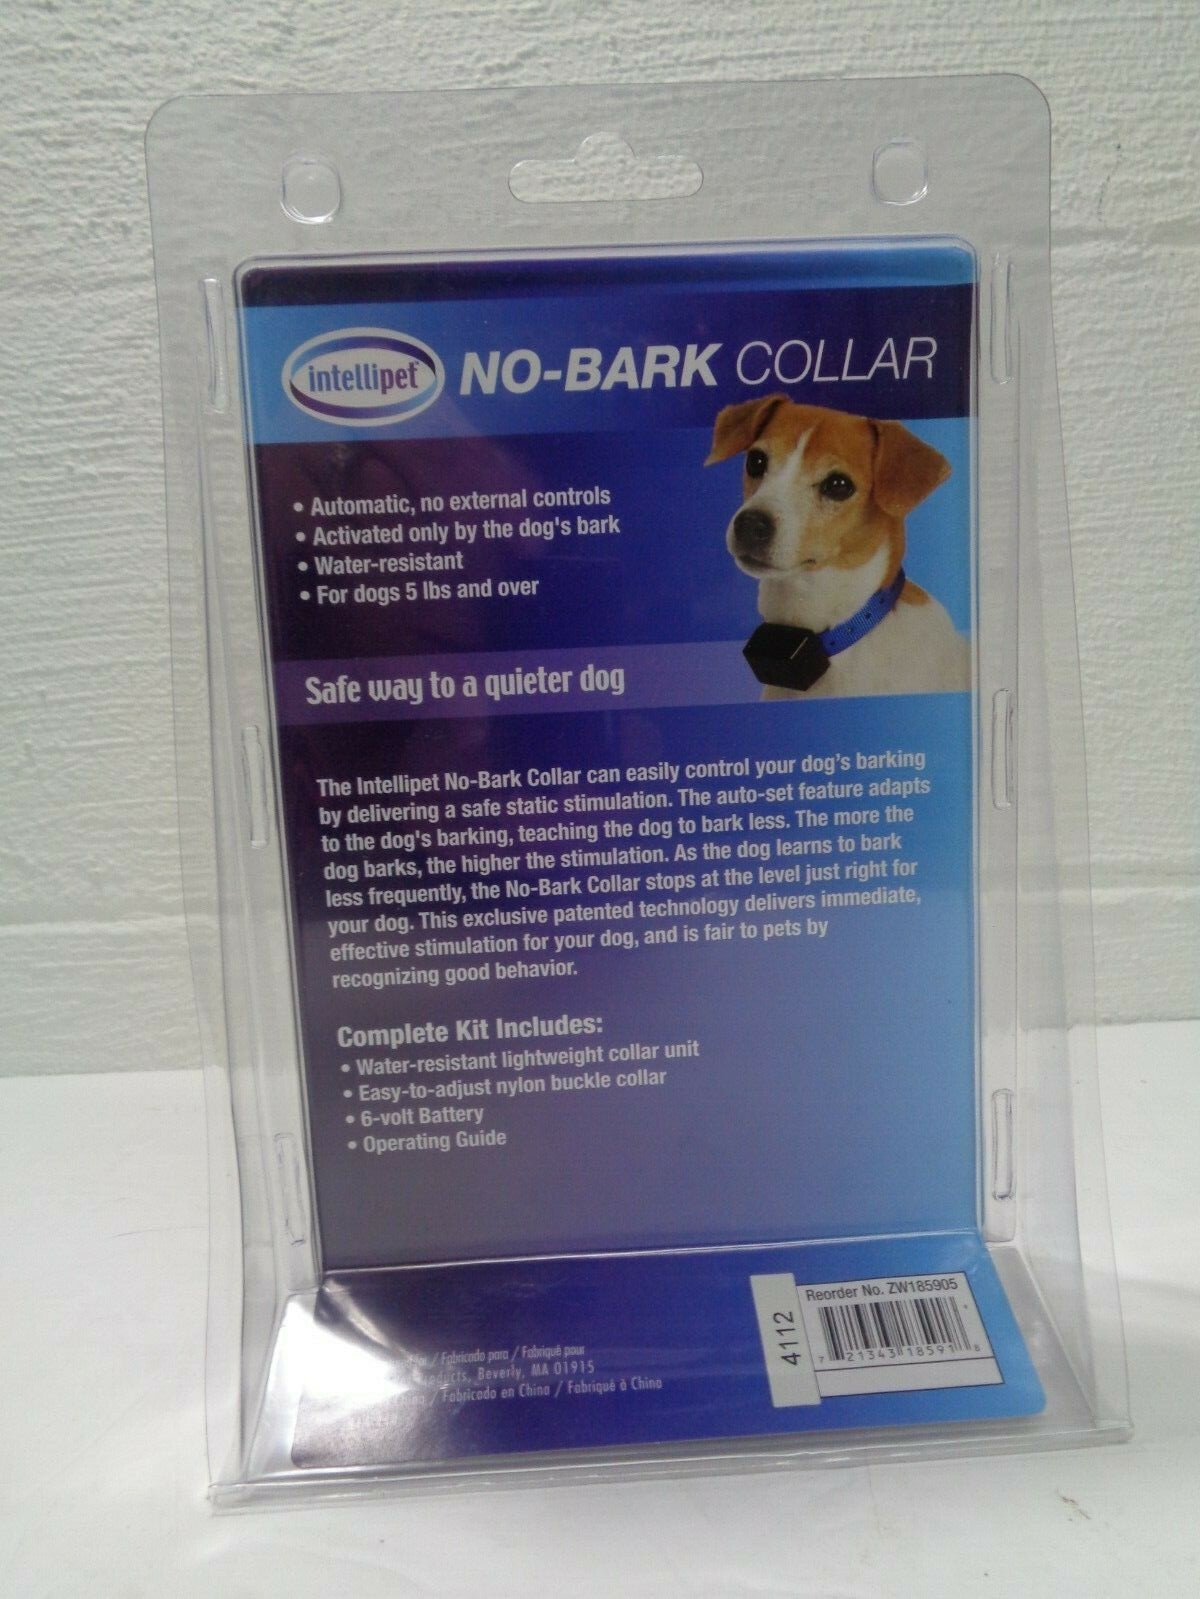 intellipet™ NO-BARK COLLAR
• Automatic, no external controls
• Activated only by the dog's bark
• Water-resistant
• For dogs 5 lbs and over
Safe way to a quieter dog
The Intellipet No-Bark Collar can easily control your dog's barking
by delivering a safe static stimulation. The auto-set feature adapts
to the dog's barking, teaching the dog to bark less. The more the
dog barks, the higher the stimulation. As the dog learns to bark
less frequently, the No-Bark Collar stops at the level just right for
your dog. This exclusive patented technology delivers immediate,
effective stimulation for your dog, and is fair to pets by
recognizing good behavior.
Complete Kit Includes:
• Water-resistant lightweight collar unit
• Easy-to-adjust nylon buckle collar
• 6-volt Battery
• Operating Guide
/ Fabricado para / Fabriqué pour
Beverly, MA 01915
/ Fabricado en China / Fabriqué à China
4112
Reorder No. ZW185905
7 21343 18591 8